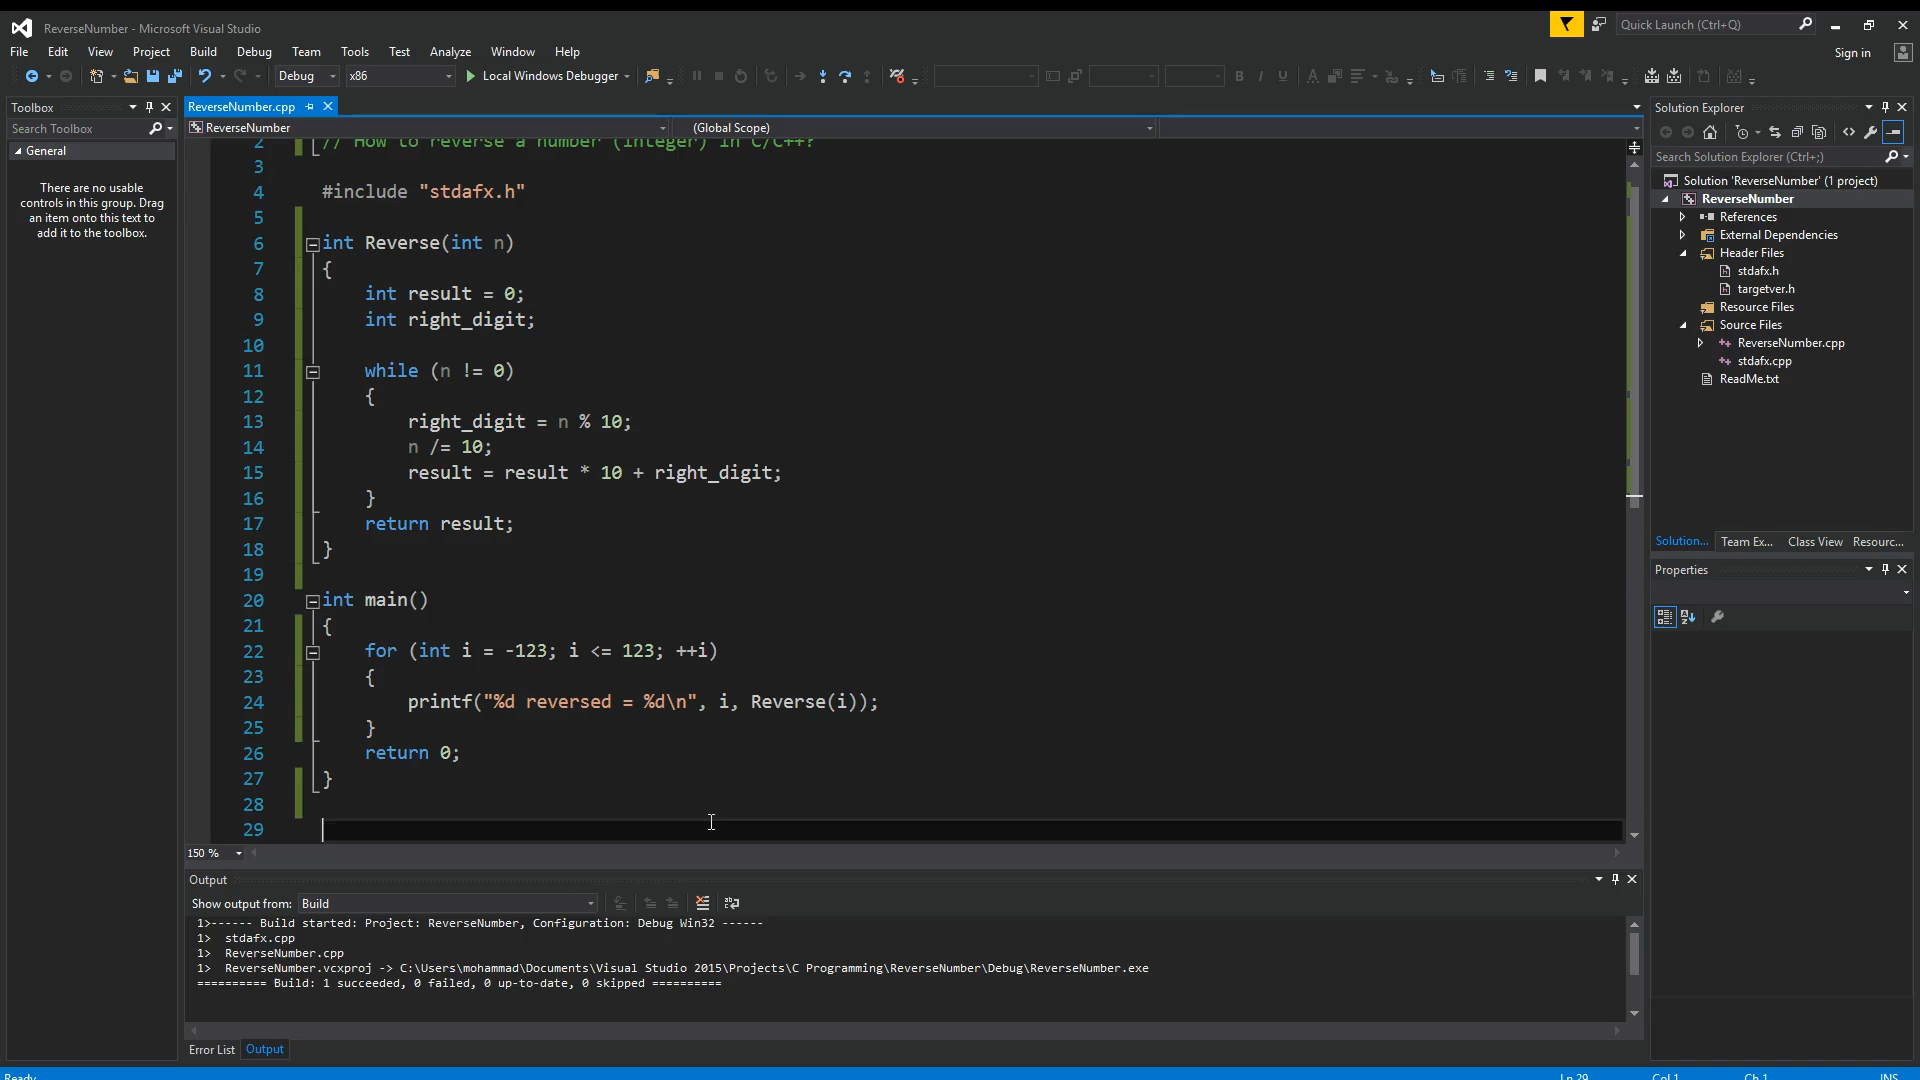 ReverseNumber - Microsoft Visual Studio
Quick Launch (Ctrl+Q)
File Edit View Project Build Debug Team Tools Test Analyze Window Help
Sign in
Debug x86 Local Windows Debugger
Toolbox
Search Toolbox
General
There are no usable
controls in this group. Drag
an item onto this text to
add it to the toolbox.
ReverseNumber.cpp
ReverseNumber (Global Scope)
2 // How to reverse a number (integer) in C/C++?
3
4 #include "stdafx.h"
5
6 int Reverse(int n)
7 {
8 int result = 0;
9 int right_digit;
10
11 while (n != 0)
12 {
13 right_digit = n % 10;
14 n /= 10;
15 result = result * 10 + right_digit;
16 }
17 return result;
18 }
19
20 int main()
21 {
22 for (int i = -123; i <= 123; ++i)
23 {
24 printf("%d reversed = %d\n", i, Reverse(i));
25 }
26 return 0;
27 }
28
29
150 %
Output
Show output from: Build
1>------ Build started: Project: ReverseNumber, Configuration: Debug Win32 ------
1> stdafx.cpp
1> ReverseNumber.cpp
1> ReverseNumber.vcxproj -> C:\Users\mohammad\Documents\Visual Studio 2015\Projects\C Programming\ReverseNumber\Debug\ReverseNumber.exe
========== Build: 1 succeeded, 0 failed, 0 up-to-date, 0 skipped ==========
Error List Output
Solution Explorer
Search Solution Explorer (Ctrl+;)
Solution 'ReverseNumber' (1 project)
ReverseNumber
References
External Dependencies
Header Files
stdafx.h
targetver.h
Resource Files
Source Files
ReverseNumber.cpp
stdafx.cpp
ReadMe.txt
Solution... Team Ex... Class View Resourc...
Properties
Ready Ln 29 Col 1 Ch 1 INS